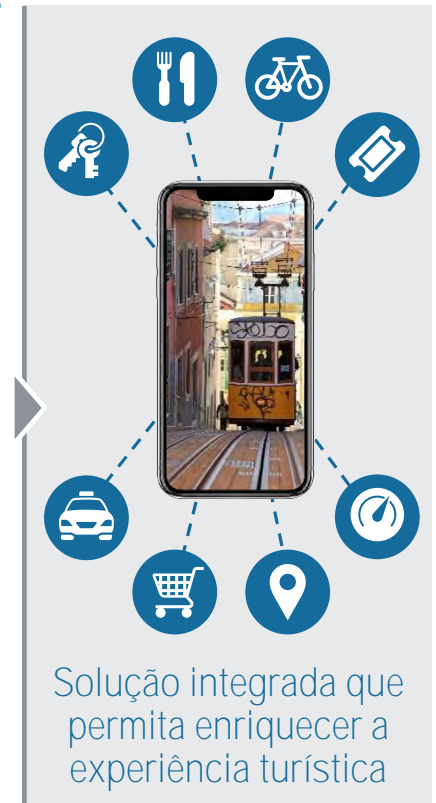 Solução integrada que
permita enriquecer a
experiência turística